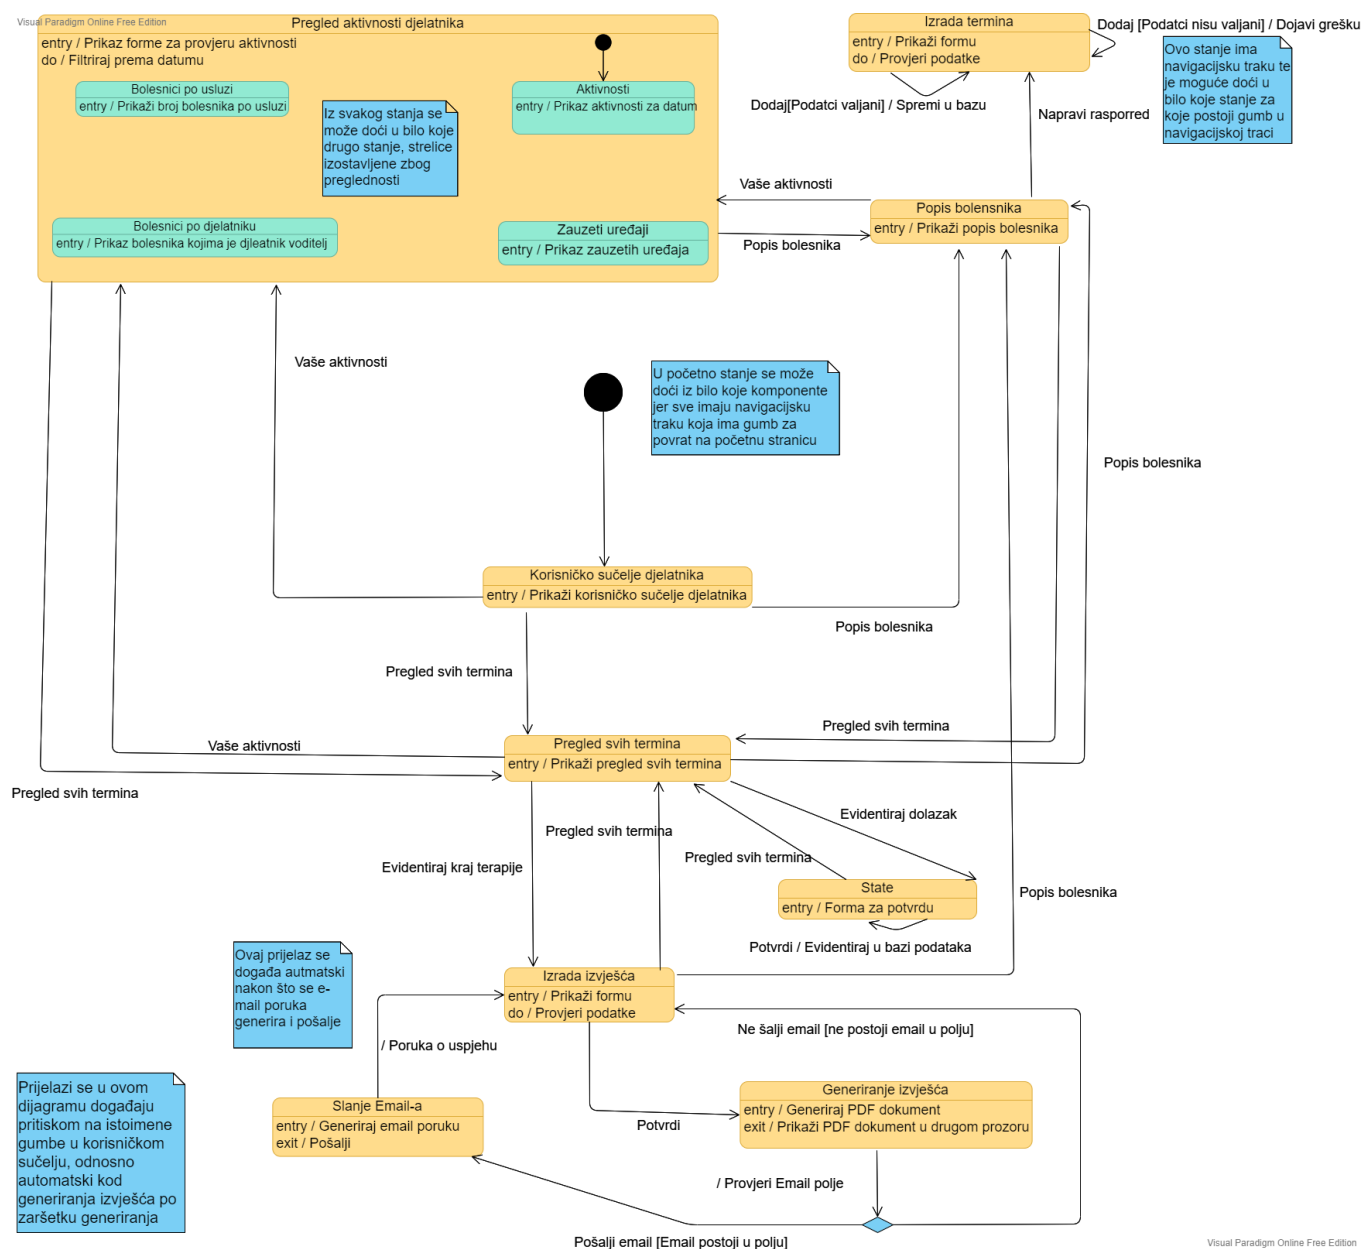 Visual Paradigm Online Free Edition
Pregled aktivnosti djelatnika
entry / Prikaz forme za provjeru aktivnosti
do / Filtriraj prema datumu
Bolesnici po usluzi
entry / Prikaži broj bolesnika po usluzi
Iz svakog stanja se
može doći u bilo koje
drugo stanje, strelice
izostavljene zbog
preglednosti
Aktivnosti
entry / Prikaz aktivnosti za datum
Bolesnici po djelatniku
entry / Prikaz bolesnika kojima je djleatnik voditelj
Zauzeti uređaji
entry / Prikaz zauzetih uređaja
Izrada termina
entry / Prikaži formu
do / Provjeri podatke
Dodaj [Podatci nisu valjani] / Dojavi grešku
Ovo stanje ima
navigacijsku traku te
je moguće doći u
bilo koje stanje za
koje postoji gumb u
navigacijskoj traci
Dodaj[Podatci valjani] / Spremi u bazu
Napravi rasporred
Vaše aktivnosti
Popis bolensnika
entry / Prikaži popis bolesnika
Popis bolesnika
Vaše aktivnosti
U početno stanje se može
doći iz bilo koje komponente
jer sve imaju navigacijsku
traku koja ima gumb za
povrat na početnu stranicu
Popis bolesnika
Korisničko sučelje djelatnika
entry / Prikaži korisničko sučelje djelatnika
Popis bolesnika
Pregled svih termina
Pregled svih termina
Vaše aktivnosti
Pregled svih termina
entry / Prikaži pregled svih termina
Pregled svih termina
Evidentiraj dolazak
Pregled svih termina
Pregled svih termina
Evidentiraj kraj terapije
State
entry / Forma za potvrdu
Popis bolesnika
Potvrdi / Evidentiraj u bazi podataka
Ovaj prijelaz se
događa autmatski
nakon što se e-
mail poruka
generira i pošalje
Izrada izvješća
entry / Prikaži formu
do / Provjeri podatke
Ne šalji email [ne postoji email u polju]
/ Poruka o uspjehu
Prijelazi se u ovom
dijagramu događaju
pritiskom na istoimene
gumbe u korisničkom
sučelju, odnosno
automatski kod
generiranja izvješća po
zaršetku generiranja
Slanje Email-a
entry / Generiraj email poruku
exit / Pošalji
Potvrdi
Generiranje izvješća
entry / Generiraj PDF dokument
exit / Prikaži PDF dokument u drugom prozoru
/ Provjeri Email polje
Pošalji email [Email postoji u polju]
Visual Paradigm Online Free Edition